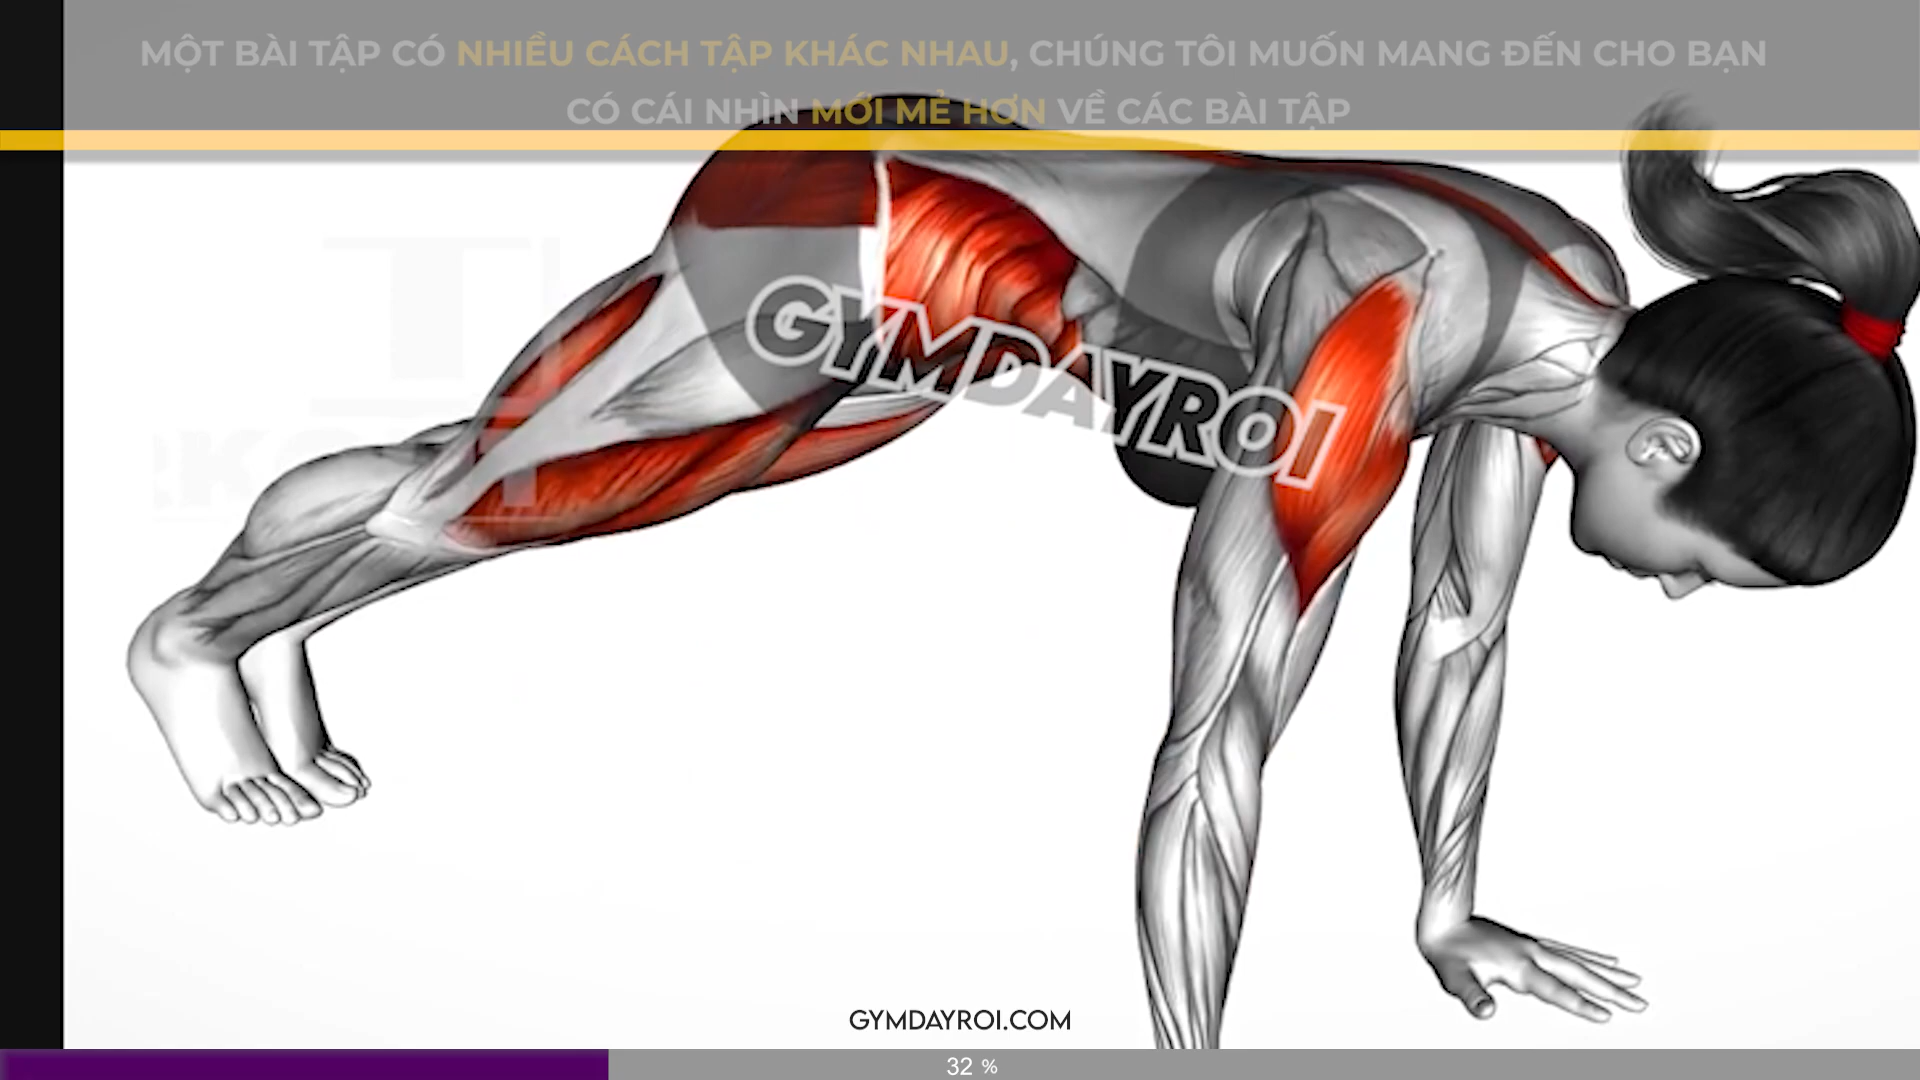 MỘT BÀI TẬP CÓ NHIỀU CÁCH TẬP KHÁC NHAU, CHÚNG TÔI MUỐN MANG ĐẾN CHO BẠN
CÓ CÁI NHÌN MỚI MẺ HƠN VỀ CÁC BÀI TẬP
GYMDAYROI
GYMDAYROI.COM
32 %